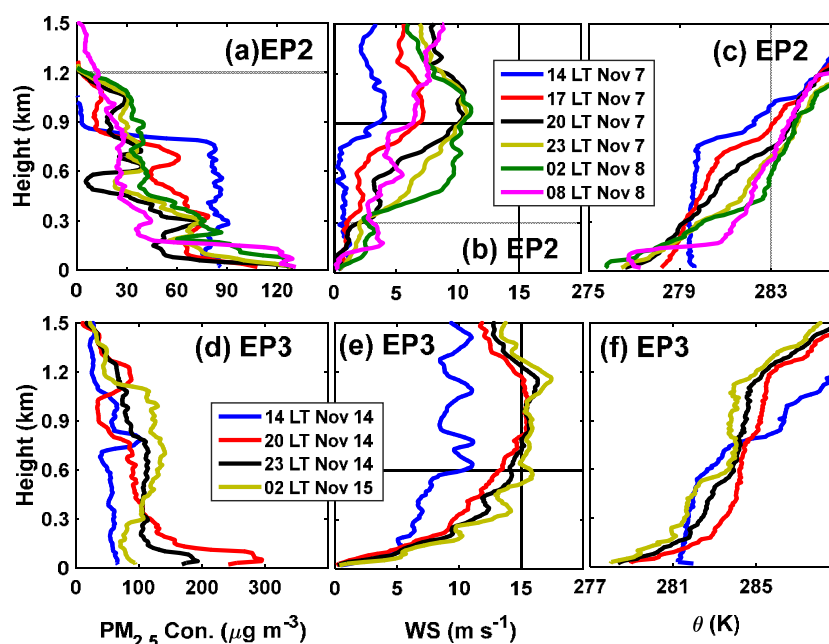 1.5
1.2
0.9
0.6
0.3
0
Height (km)
(a)EP2
0 30 60 90 120
(b) EP2
0 5 10 15
(c) EP2
275 279 283
14 LT Nov 7
17 LT Nov 7
20 LT Nov 7
23 LT Nov 7
02 LT Nov 8
08 LT Nov 8
1.5
1.2
0.9
0.6
0.3
0
Height (km)
(d) EP3
0 100 200 300
PM2.5 Con. (μg m-3)
(e) EP3
0 5 10 15
WS (m s-1)
(f) EP3
277 281 285
θ (K)
14 LT Nov 14
20 LT Nov 14
23 LT Nov 14
02 LT Nov 15